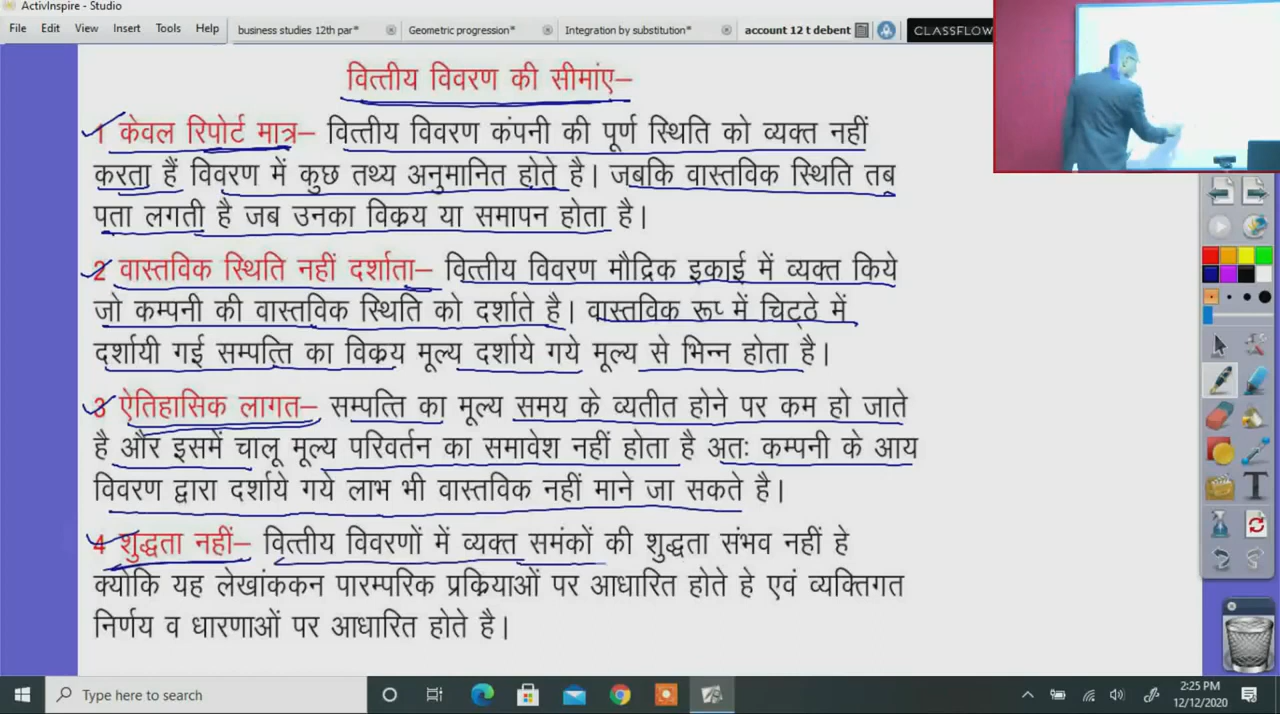 ActivInspire - Studio
File Edit View Insert Tools Help
business studies 12th par* Geometric progression* Integration by substitution* account 12 t debent CLASSFLOW
वित्तीय विवरण की सीमांए–
1 केवल रिपोर्ट मात्र– वित्तीय विवरण कंपनी की पूर्ण स्थिति को व्यक्त नहीं
करता हैं विवरण में कुछ तथ्य अनुमानित होते है। जबकि वास्तविक स्थिति तब
पता लगती है जब उनका विक्रय या समापन होता है।
2 वास्तविक स्थिति नहीं दर्शाता– वित्तीय विवरण मौद्रिक इकाई में व्यक्त किये
जो कम्पनी की वास्तविक स्थिति को दर्शाते है। वास्तविक रूप में चिट्ठे में
दर्शायी गई सम्पत्ति का विक्रय मूल्य दर्शाये गये मूल्य से भिन्न होता है।
3 ऐतिहासिक लागत– सम्पत्ति का मूल्य समय के व्यतीत होने पर कम हो जाते
है और इसमें चालू मूल्य परिवर्तन का समावेश नहीं होता है अतः कम्पनी के आय
विवरण द्वारा दर्शाये गये लाभ भी वास्तविक नहीं माने जा सकते है।
4 शुद्धता नहीं– वित्तीय विवरणों में व्यक्त समंकों की शुद्धता संभव नहीं हे
क्योकि यह लेखांककन पारम्परिक प्रक्रियाओं पर आधारित होते हे एवं व्यक्तिगत
निर्णय व धारणाओं पर आधारित होते है।
Type here to search
2:25 PM
12/12/2020